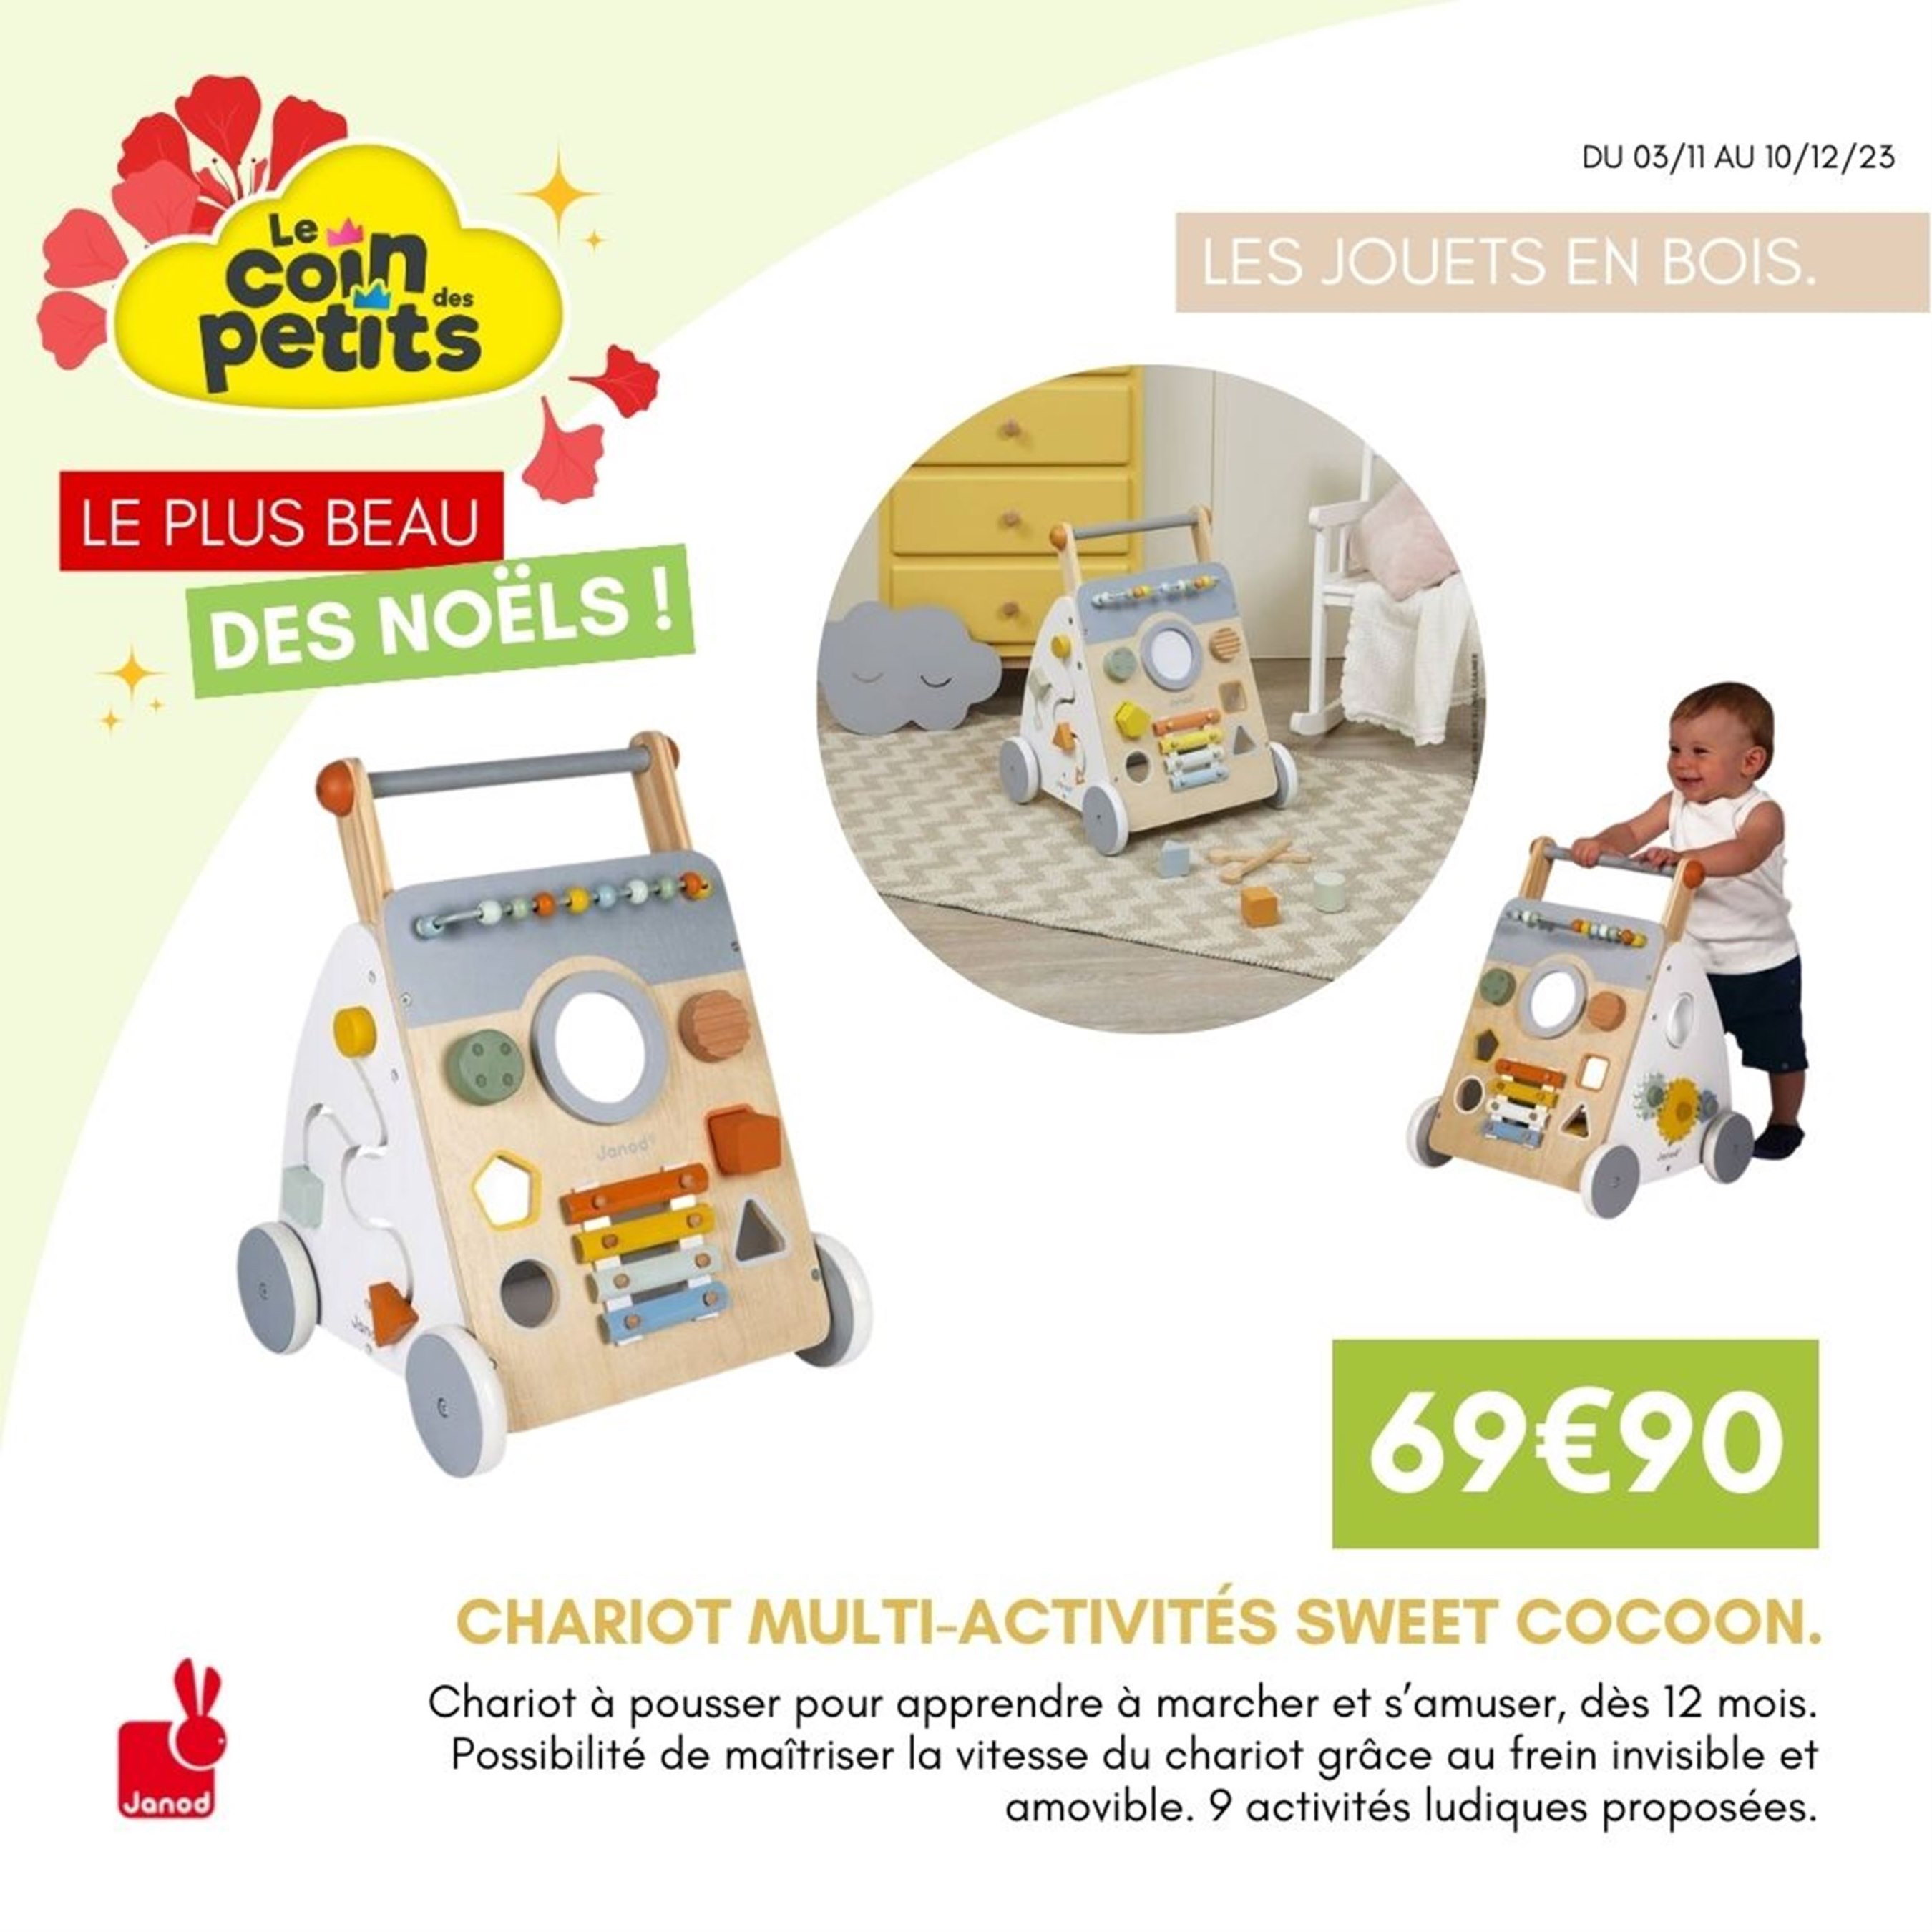 Le
coin
des
petits
DU 03/11 AU 10/12/23
LES JOUETS EN BOIS.
LE PLUS BEAU
DES NOËLS !
Janod
69€90
CHARIOT MULTI-ACTIVITÉS SWEET COCOON.
Chariot à pousser pour apprendre à marcher et s'amuser, dès 12 mois.
Possibilité de maîtriser la vitesse du chariot grâce au frein invisible et
amovible. 9 activités ludiques proposées.
Janod